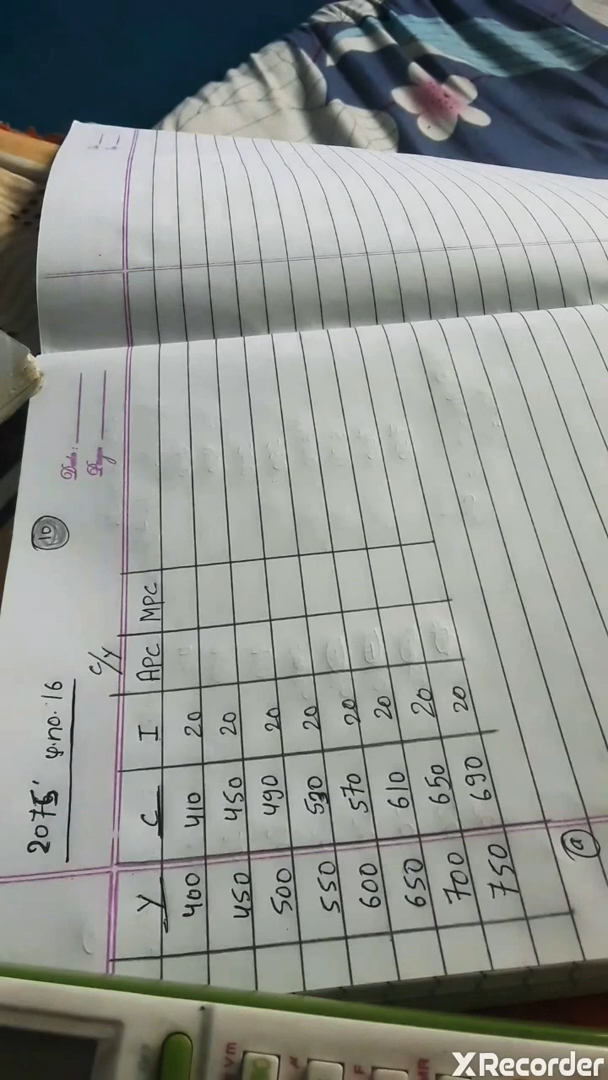 10
2075' q.no. 16
Date:
Page
C/Y
Y C I APC MPC
400 410 20
450 450 20
500 490 20
550 530 20
600 570 20
650 610 20
700 650 20
750 690 20
a
MR
XRecorder